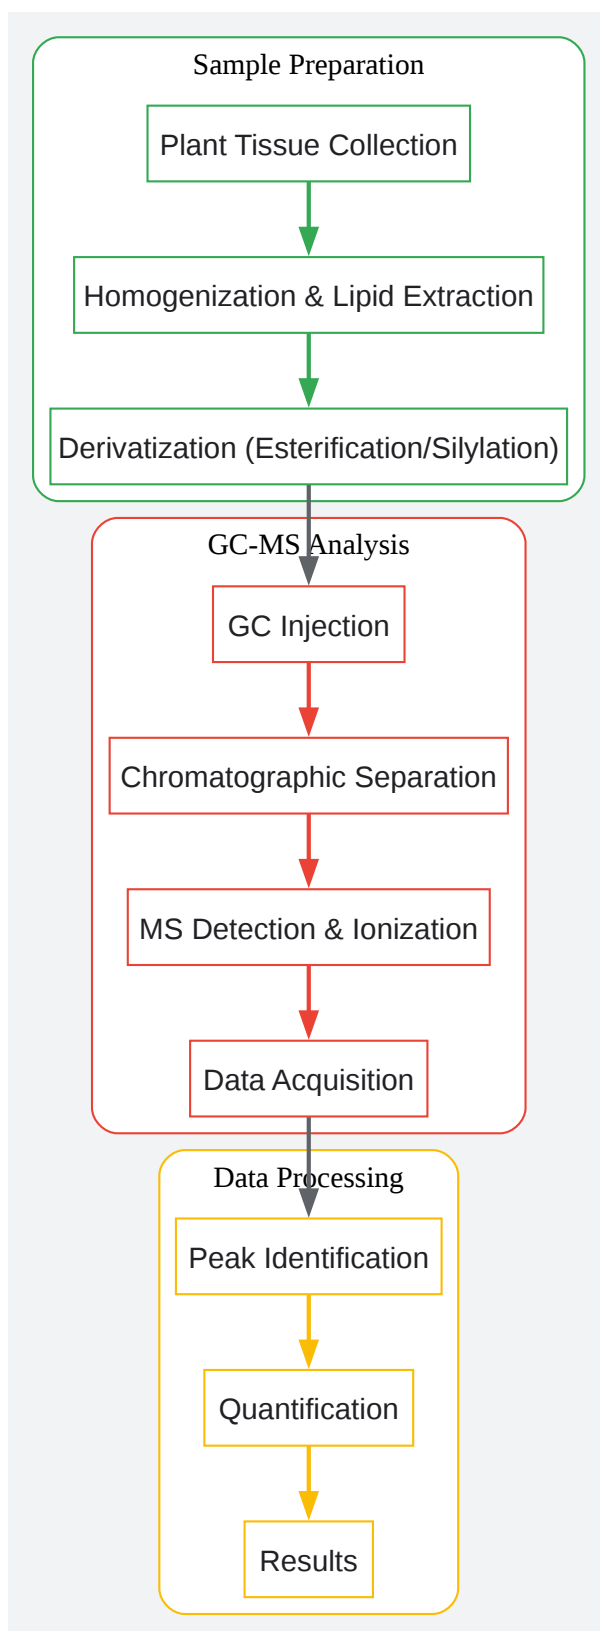 Sample Preparation
Plant Tissue Collection
Homogenization & Lipid Extraction
Derivatization (Esterification/Silylation)
GC-MS Analysis
GC Injection
Chromatographic Separation
MS Detection & Ionization
Data Acquisition
Data Processing
Peak Identification
Quantification
Results